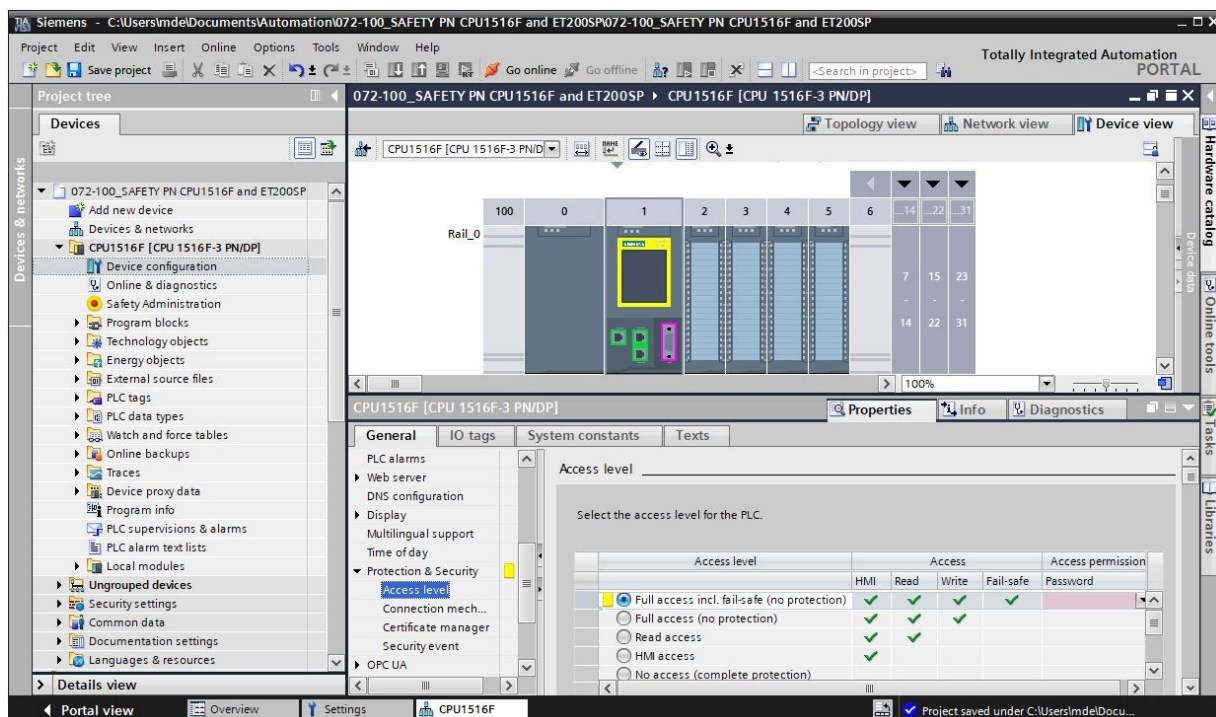 Siemens - C:\Users\mde\Documents\Automation\072-100_SAFETY PN CPU1516F and ET200SP\072-100_SAFETY PN CPU1516F and ET200SP
Project Edit View Insert Online Options Tools Window Help
Save project Go online Go offline <Search in project>
Totally Integrated Automation
PORTAL
Project tree
Devices
Devices & networks
072-100_SAFETY PN CPU1516F and ET200SP
Add new device
Devices & networks
CPU1516F [CPU 1516F-3 PN/DP]
Device configuration
Online & diagnostics
Safety Administration
Program blocks
Technology objects
Energy objects
External source files
PLC tags
PLC data types
Watch and force tables
Online backups
Traces
Device proxy data
Program info
PLC supervisions & alarms
PLC alarm text lists
Local modules
Ungrouped devices
Security settings
Common data
Documentation settings
Languages & resources
Details view
072-100_SAFETY PN CPU1516F and ET200SP CPU1516F [CPU 1516F-3 PN/DP]
Topology view Network view Device view
CPU1516F [CPU 1516F-3 PN/D
100 0 1 2 3 4 5 6 ...14 ...22 ...31
Rail_0
SIEMENS
7 15 23
- - -
14 22 31
Device data
100%
CPU1516F [CPU 1516F-3 PN/DP]
Properties Info Diagnostics
General IO tags System constants Texts
PLC alarms
Web server
DNS configuration
Display
Multilingual support
Time of day
Protection & Security
Access level
Connection mech...
Certificate manager
Security event
OPC UA
Access level
Select the access level for the PLC.
Access level Access Access permission
HMI Read Write Fail-safe Password
Full access incl. fail-safe (no protection)
Full access (no protection)
Read access
HMI access
No access (complete protection)
Hardware catalog
Online tools
Tasks
Libraries
Portal view Overview Settings CPU1516F
Project saved under C:\Users\mde\Docu...